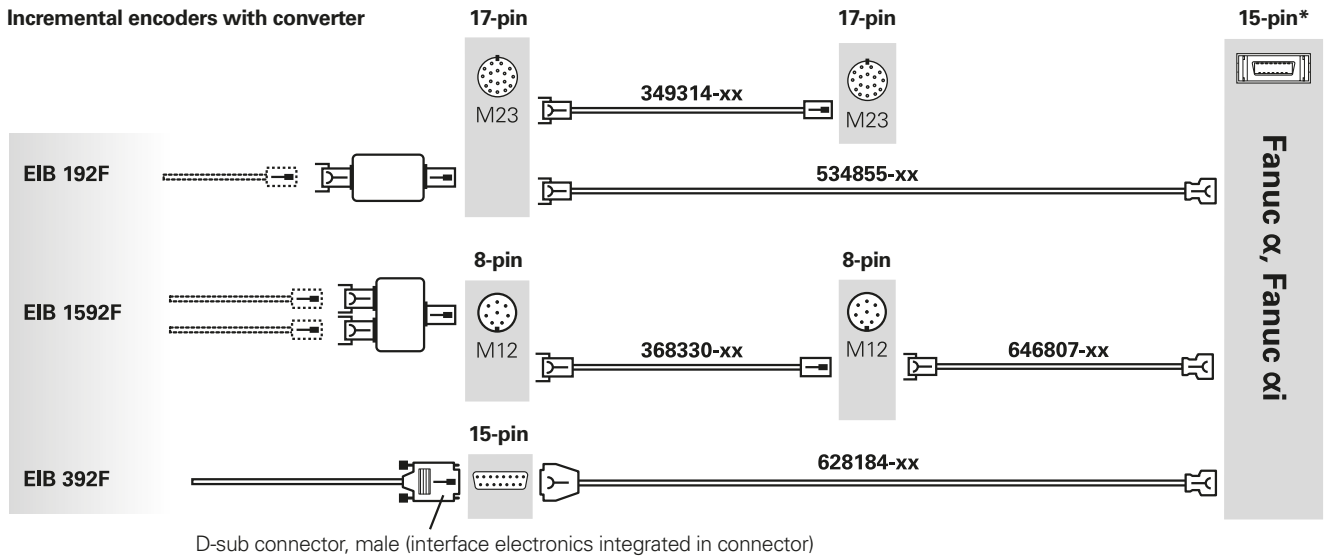 Incremental encoders with converter
17-pin
17-pin
15-pin*
M23
349314-xx
M23
EIB 192F
534855-xx
Fanuc α, Fanuc αi
8-pin
8-pin
EIB 1592F
M12
368330-xx
M12
646807-xx
15-pin
EIB 392F
628184-xx
D-sub connector, male (interface electronics integrated in connector)